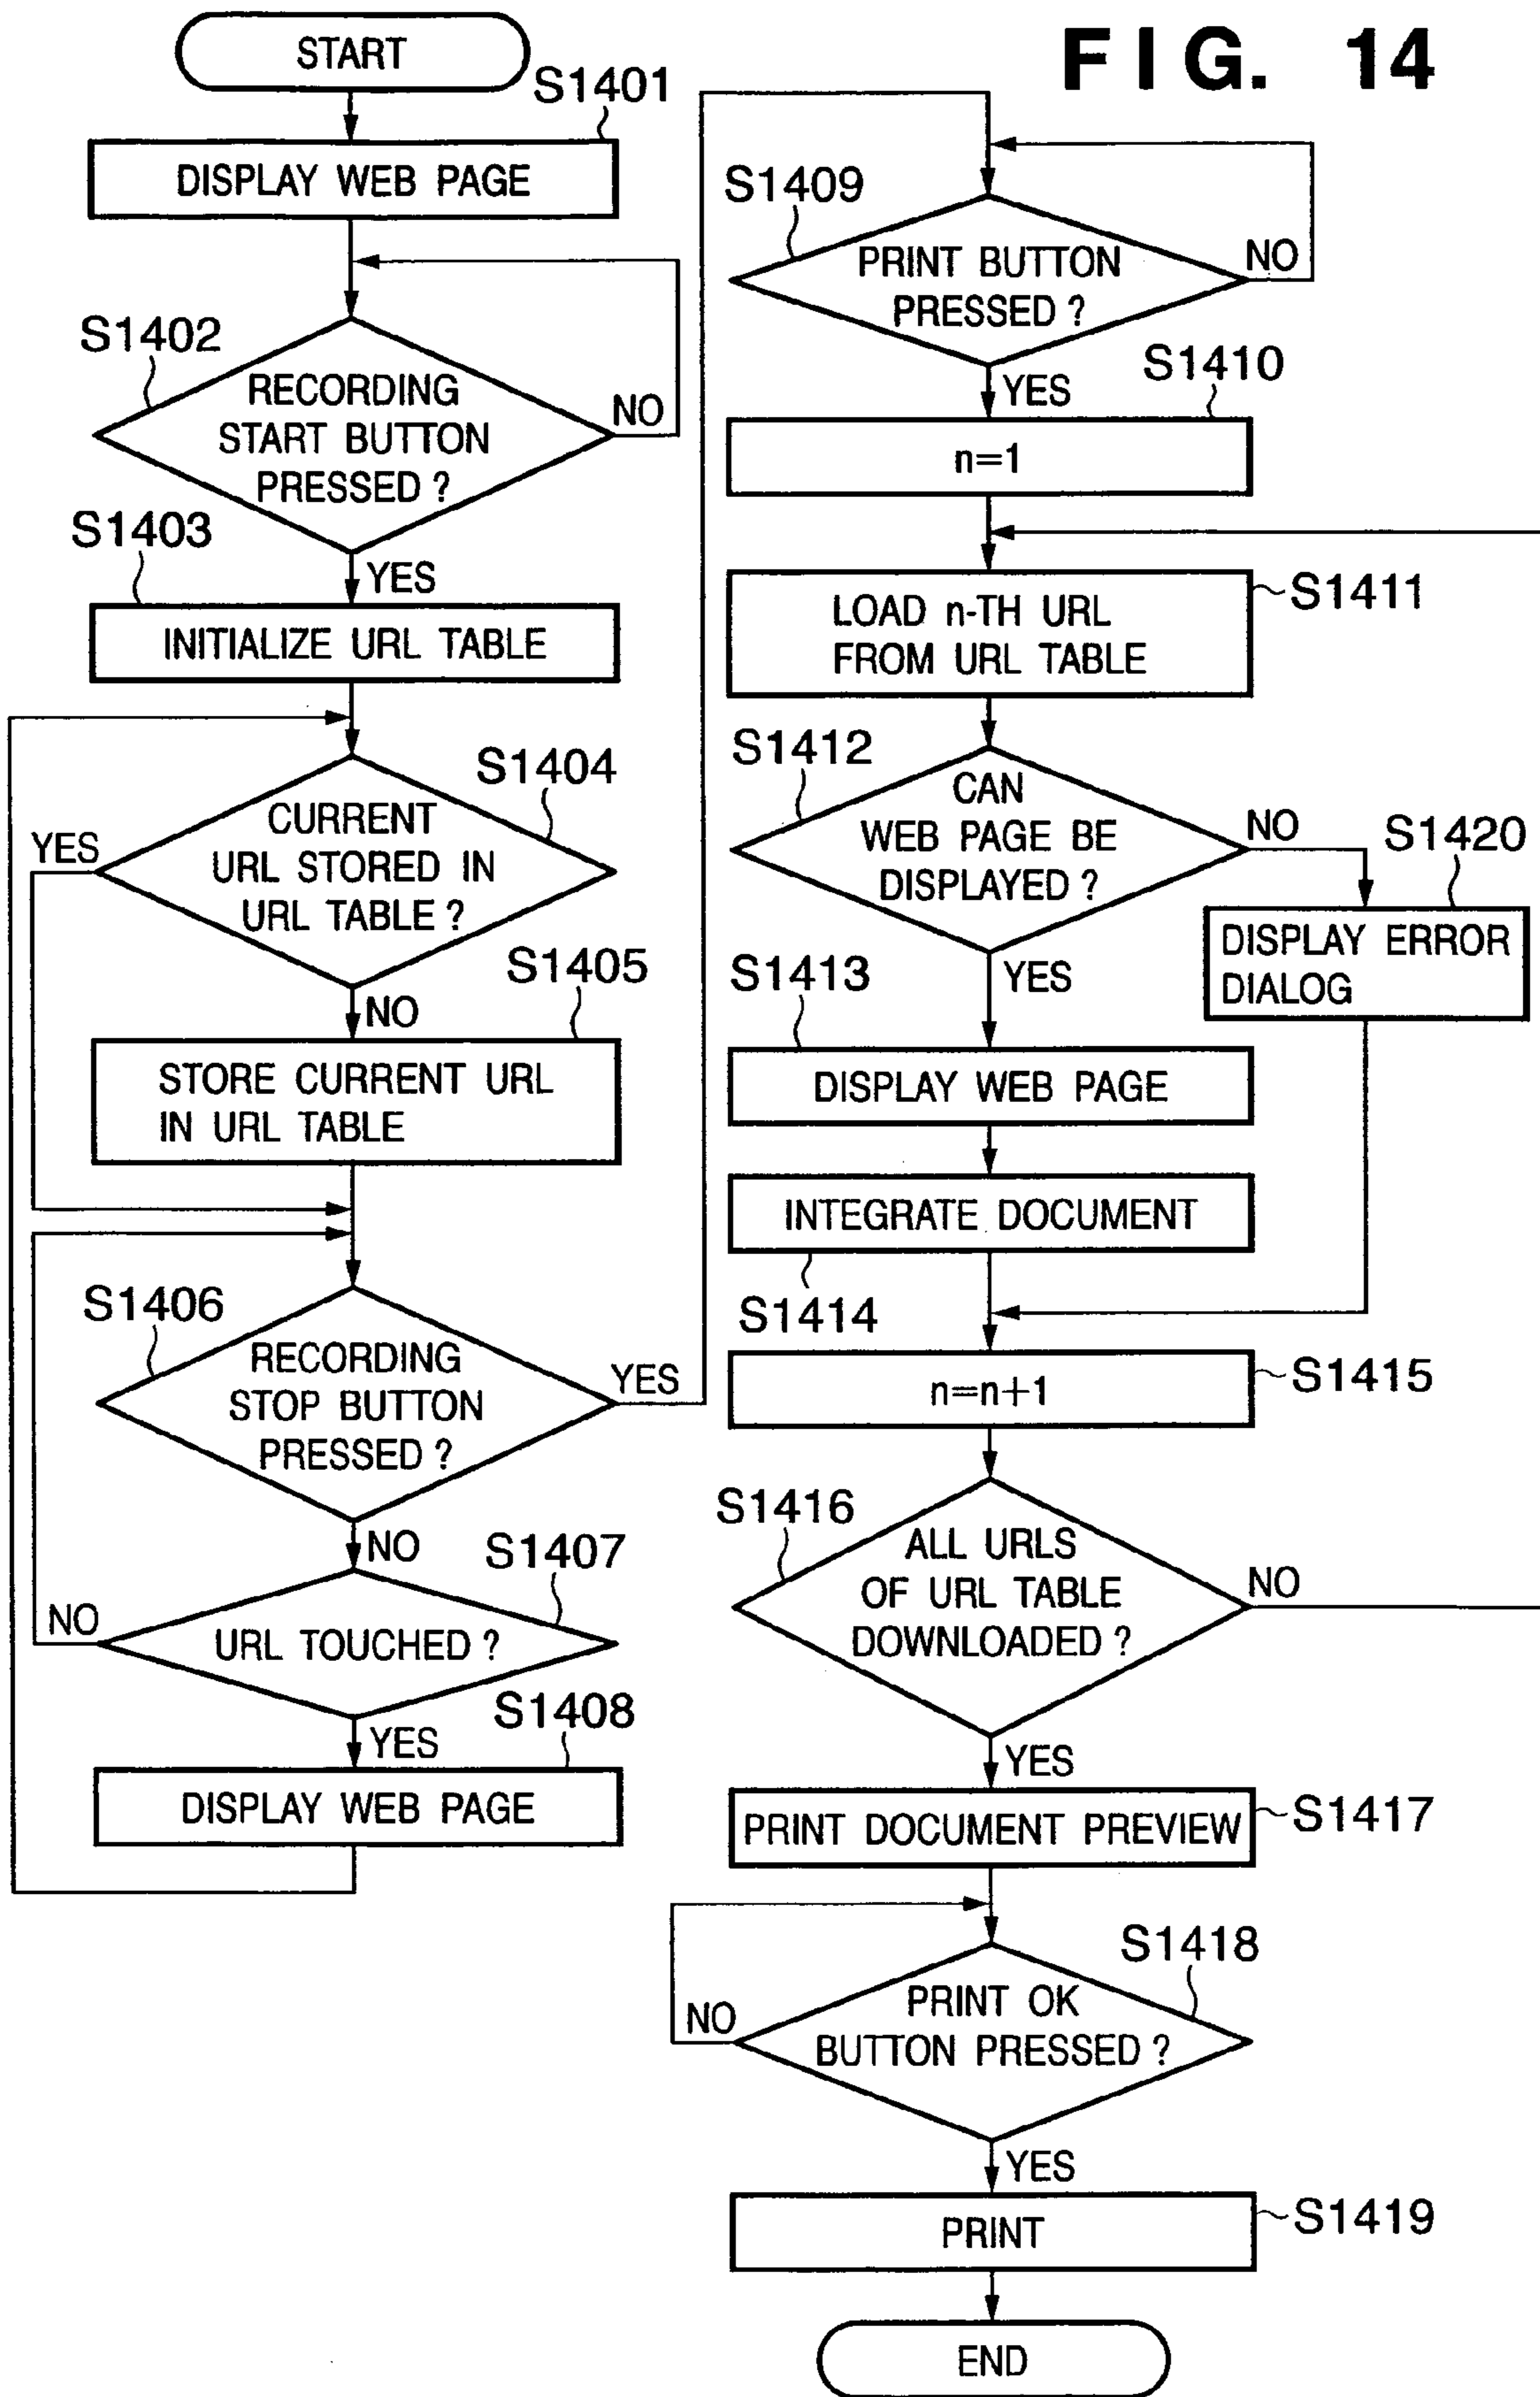 FIG. 14
START
S1401
DISPLAY WEB PAGE
S1402
RECORDING
START BUTTON
PRESSED ?
NO
YES
S1403
INITIALIZE URL TABLE
S1404
CURRENT
URL STORED IN
URL TABLE ?
YES
NO
S1405
STORE CURRENT URL
IN URL TABLE
S1406
RECORDING
STOP BUTTON
PRESSED ?
YES
NO
S1407
URL TOUCHED ?
NO
YES
S1408
DISPLAY WEB PAGE
S1409
PRINT BUTTON
PRESSED ?
NO
YES
S1410
n=1
S1411
LOAD n-TH URL
FROM URL TABLE
S1412
CAN
WEB PAGE BE
DISPLAYED ?
NO
YES
S1420
DISPLAY ERROR
DIALOG
S1413
DISPLAY WEB PAGE
INTEGRATE DOCUMENT
S1414
n=n+1
S1415
S1416
ALL URLS
OF URL TABLE
DOWNLOADED ?
NO
YES
PRINT DOCUMENT PREVIEW
S1417
S1418
PRINT OK
BUTTON PRESSED ?
NO
YES
PRINT
S1419
END